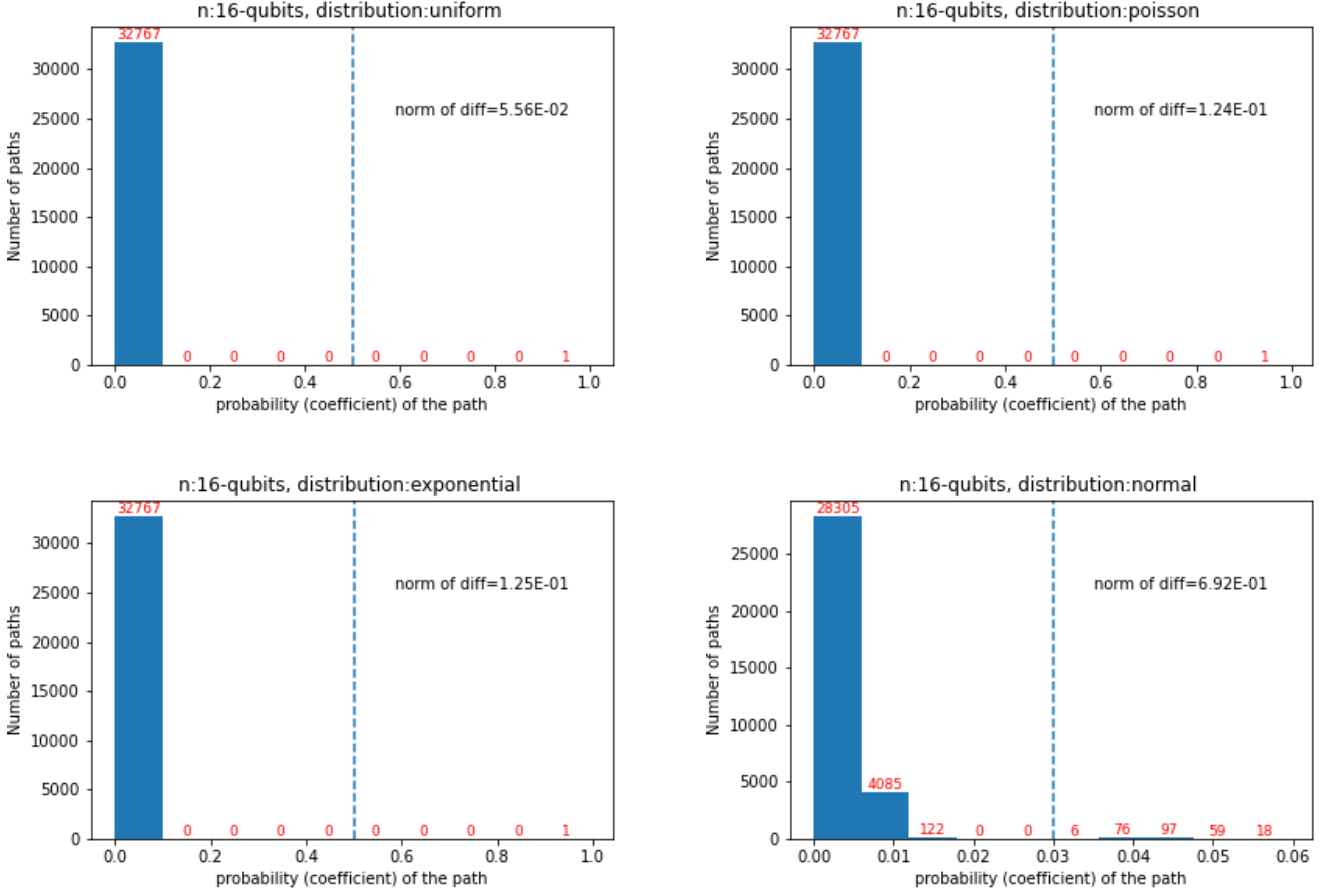 n:16-qubits, distribution:uniform
32767
30000
25000
20000
15000
10000
5000
0
Number of paths
norm of diff=5.56E-02
0 0 0 0 0 0 0 0 1
0.0 0.2 0.4 0.6 0.8 1.0
probability (coefficient) of the path
n:16-qubits, distribution:poisson
32767
30000
25000
20000
15000
10000
5000
0
Number of paths
norm of diff=1.24E-01
0 0 0 0 0 0 0 0 1
0.0 0.2 0.4 0.6 0.8 1.0
probability (coefficient) of the path
n:16-qubits, distribution:exponential
32767
30000
25000
20000
15000
10000
5000
0
Number of paths
norm of diff=1.25E-01
0 0 0 0 0 0 0 0 1
0.0 0.2 0.4 0.6 0.8 1.0
probability (coefficient) of the path
n:16-qubits, distribution:normal
28305
25000
20000
15000
10000
5000
0
Number of paths
norm of diff=6.92E-01
4085
122 0 0 6 76 97 59 18
0.00 0.01 0.02 0.03 0.04 0.05 0.06
probability (coefficient) of the path